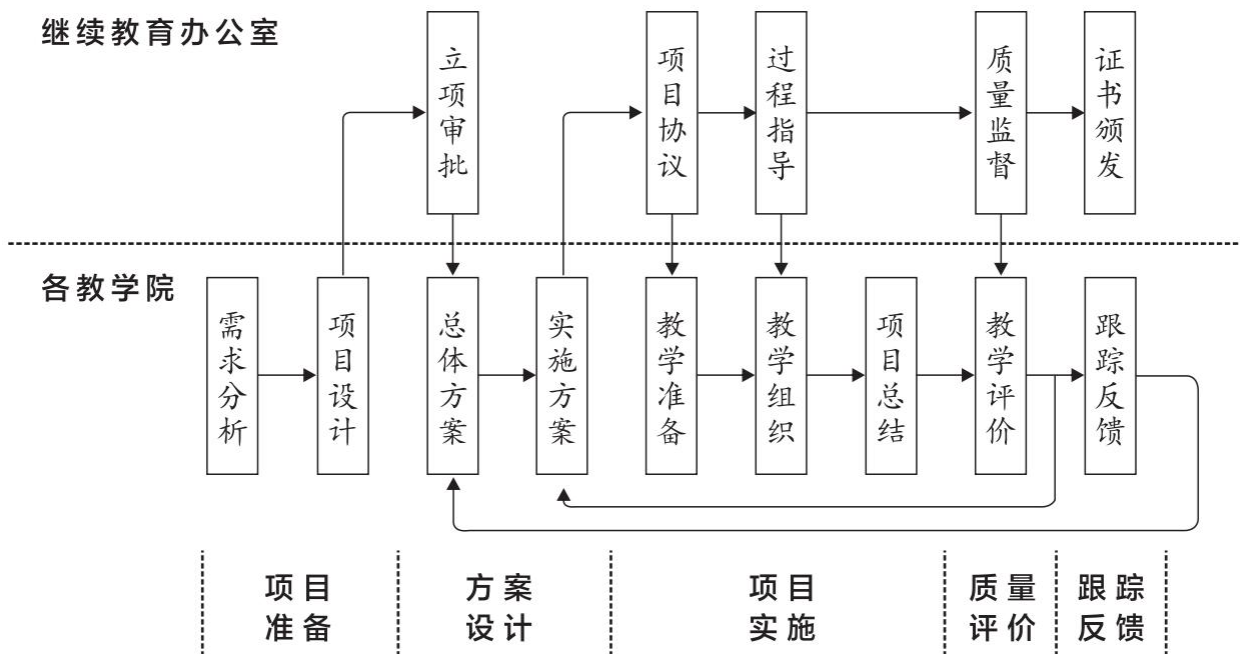 继续教育办公室
立项审批
项目协议
过程指导
质量监督
证书颁发
各教学院
需求分析
项目设计
总体方案
实施方案
教学准备
教学组织
项目总结
教学评价
跟踪反馈
项目
准备
方案
设计
项目
实施
质量
评价
跟踪
反馈